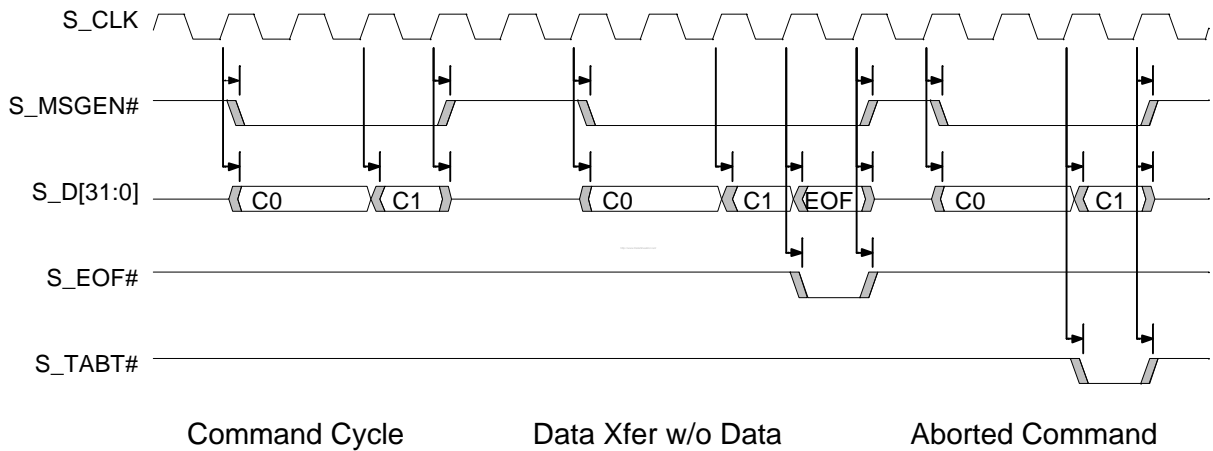 S_CLK
S_MSGEN#
S_D[31:0] C0 C1 C0 C1 EOF C0 C1
S_EOF#
S_TABT#
Command Cycle Data Xfer w/o Data Aborted Command